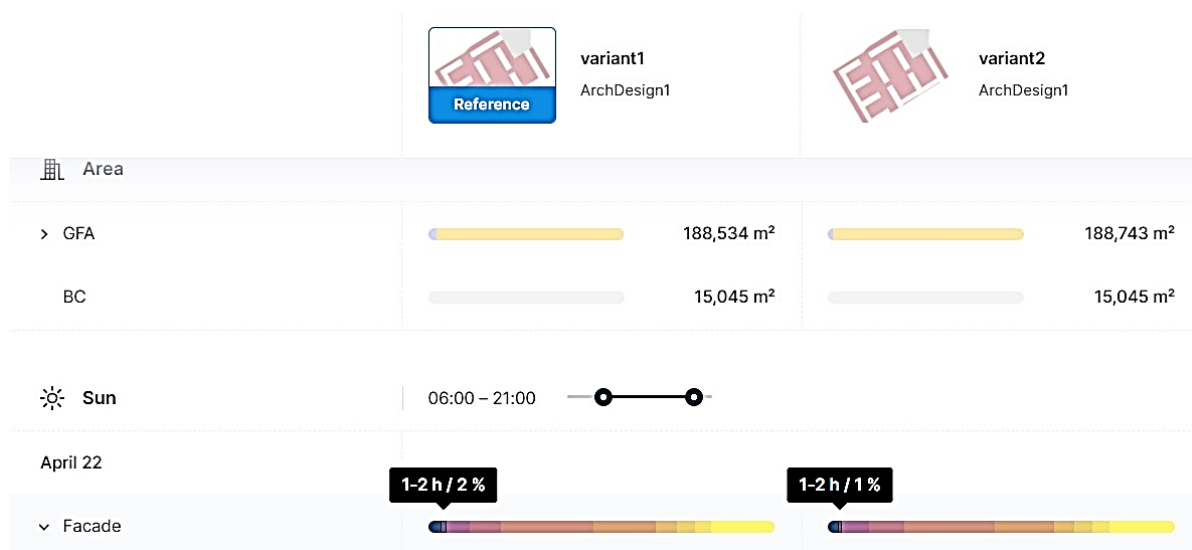 variant1
ArchDesign1
Reference
variant2
ArchDesign1
Area
GFA 188,534 m² 188,743 m²
BC 15,045 m² 15,045 m²
Sun 06:00 – 21:00
April 22
1-2 h / 2 % 1-2 h / 1 %
Facade